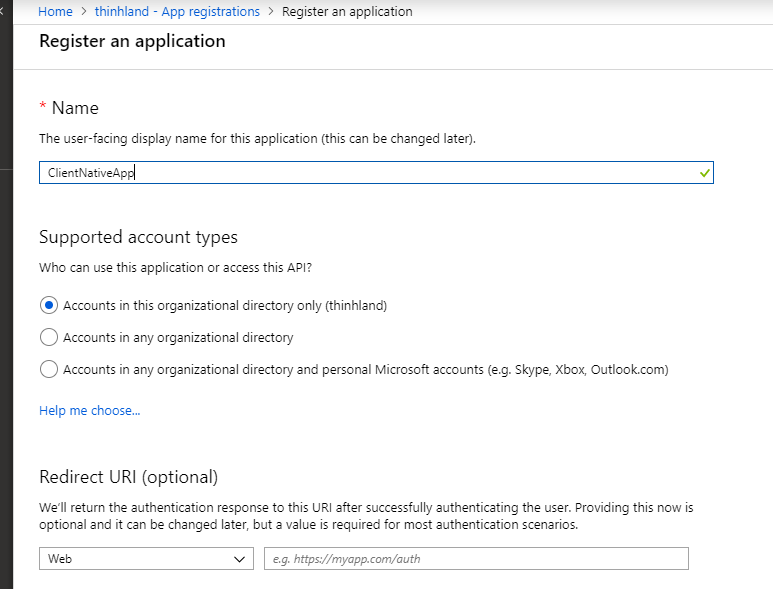 Home > thinhland - App registrations > Register an application
Register an application
* Name
The user-facing display name for this application (this can be changed later).
ClientNativeApp
Supported account types
Who can use this application or access this API?
Accounts in this organizational directory only (thinhland)
Accounts in any organizational directory
Accounts in any organizational directory and personal Microsoft accounts (e.g. Skype, Xbox, Outlook.com)
Help me choose...
Redirect URI (optional)
We'll return the authentication response to this URI after successfully authenticating the user. Providing this now is
optional and it can be changed later, but a value is required for most authentication scenarios.
Web e.g. https://myapp.com/auth